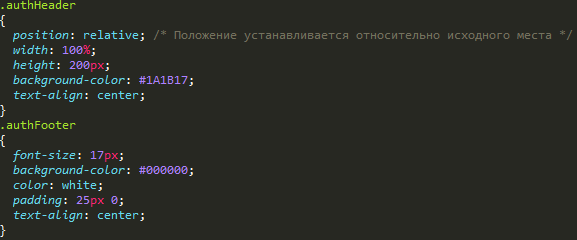 .authHeader
{
position: relative; /* Положение устанавливается относительно исходного места */
width: 100%;
height: 200px;
background-color: #1A1B17;
text-align: center;
}
.authFooter
{
font-size: 17px;
background-color: #000000;
color: white;
padding: 25px 0;
text-align: center;
}